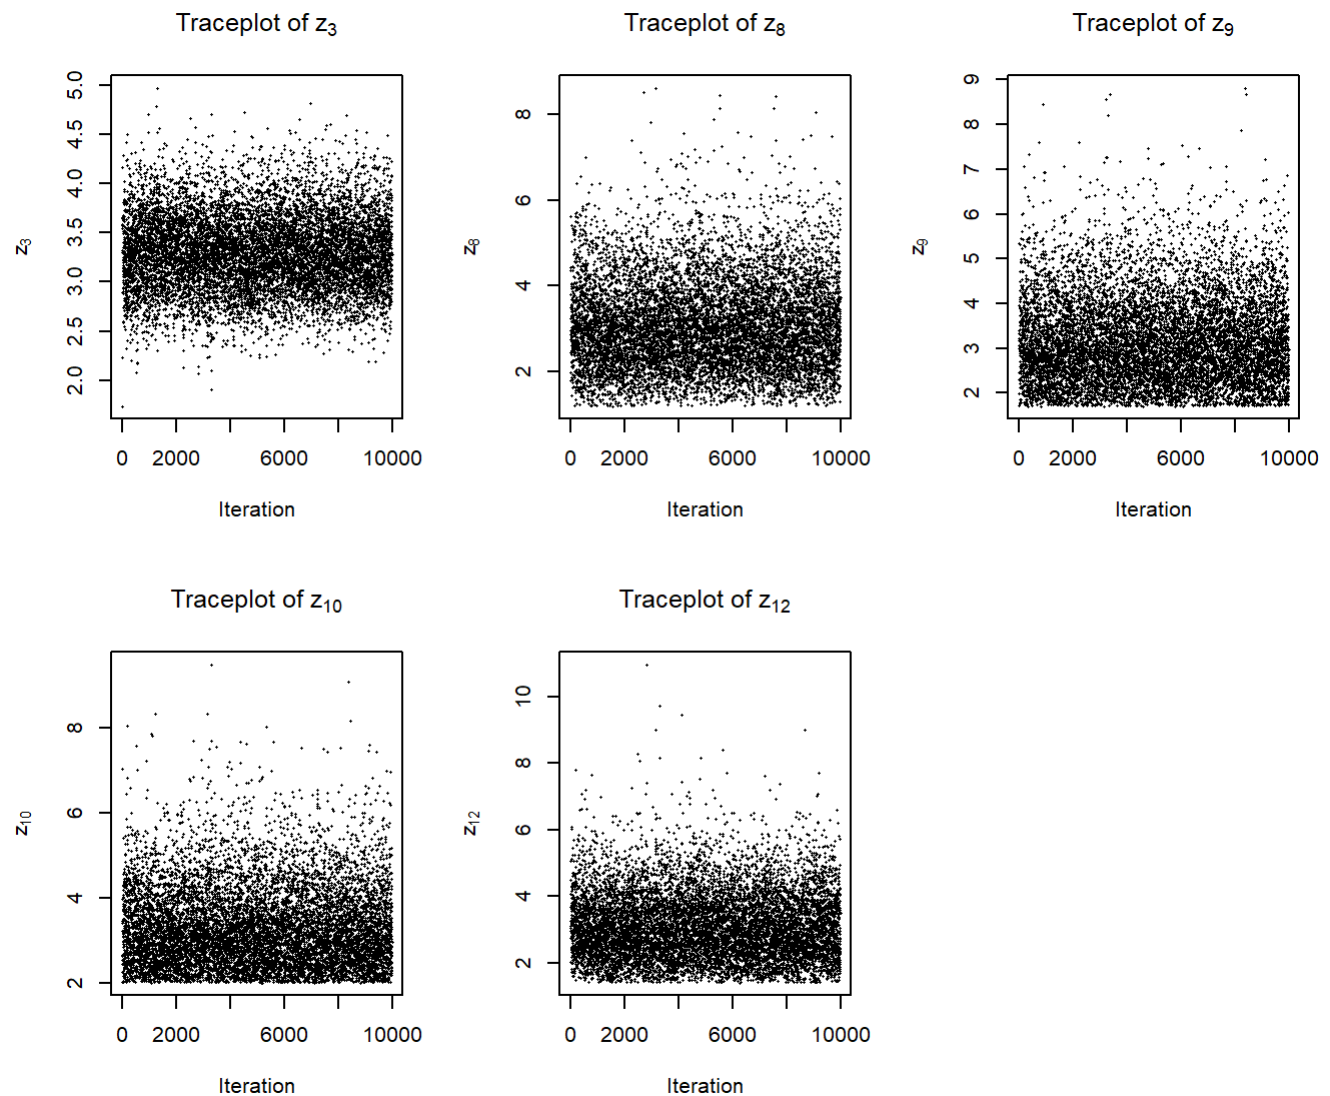 Traceplot of z₃
z₃
5.0
4.5
4.0
3.5
3.0
2.5
2.0
0 2000 6000 10000
Iteration
Traceplot of z₈
z₈
8
6
4
2
0 2000 6000 10000
Iteration
Traceplot of z₉
z₉
9
8
7
6
5
4
3
2
0 2000 6000 10000
Iteration
Traceplot of z₁₀
z₁₀
8
6
4
2
0 2000 6000 10000
Iteration
Traceplot of z₁₂
z₁₂
10
8
6
4
2
0 2000 6000 10000
Iteration